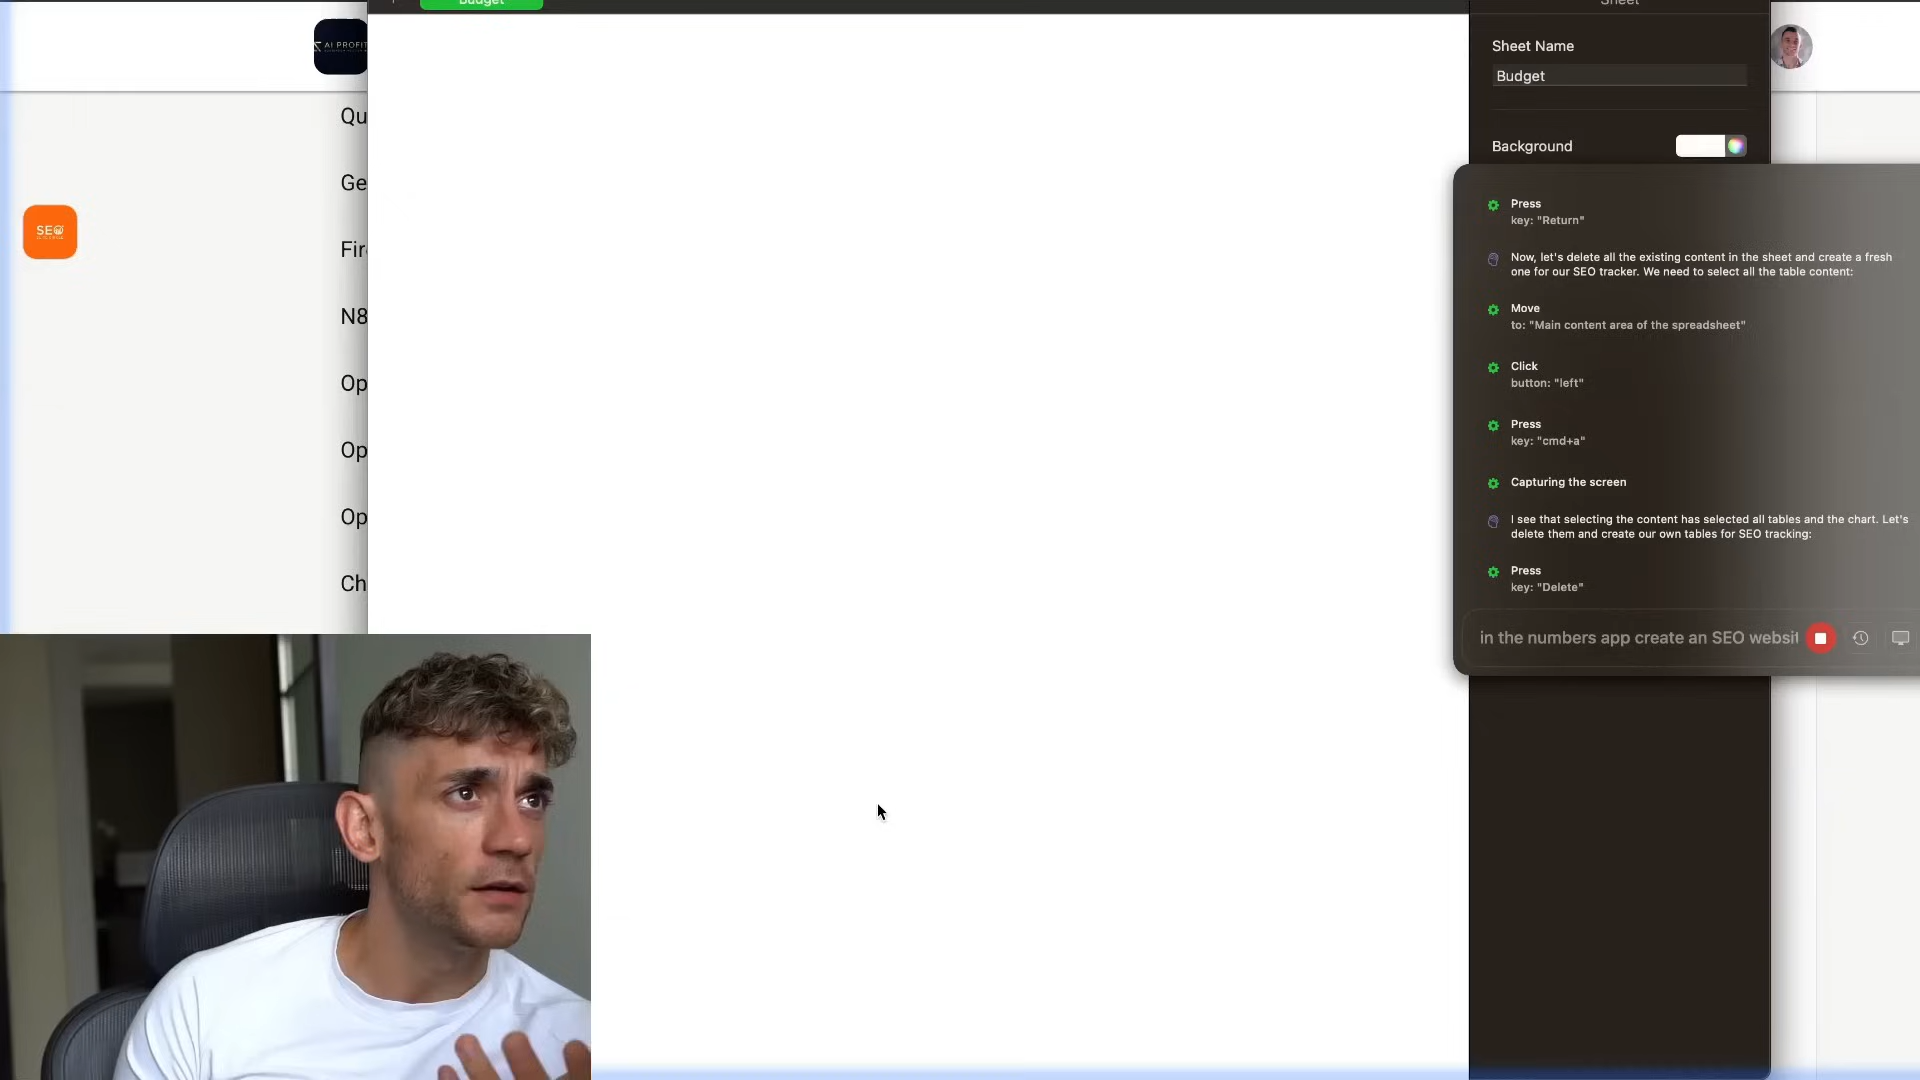 Budget
Sheet
AI PROFIT
Sheet Name
Budget
Background
Qu
Ge
Fir
N8
Op
Op
Op
Ch
SEO
Press
key: "Return"
Now, let's delete all the existing content in the sheet and create a fresh
one for our SEO tracker. We need to select all the table content:
Move
to: "Main content area of the spreadsheet"
Click
button: "left"
Press
key: "cmd+a"
Capturing the screen
I see that selecting the content has selected all tables and the chart. Let's
delete them and create our own tables for SEO tracking:
Press
key: "Delete"
in the numbers app create an SEO websit